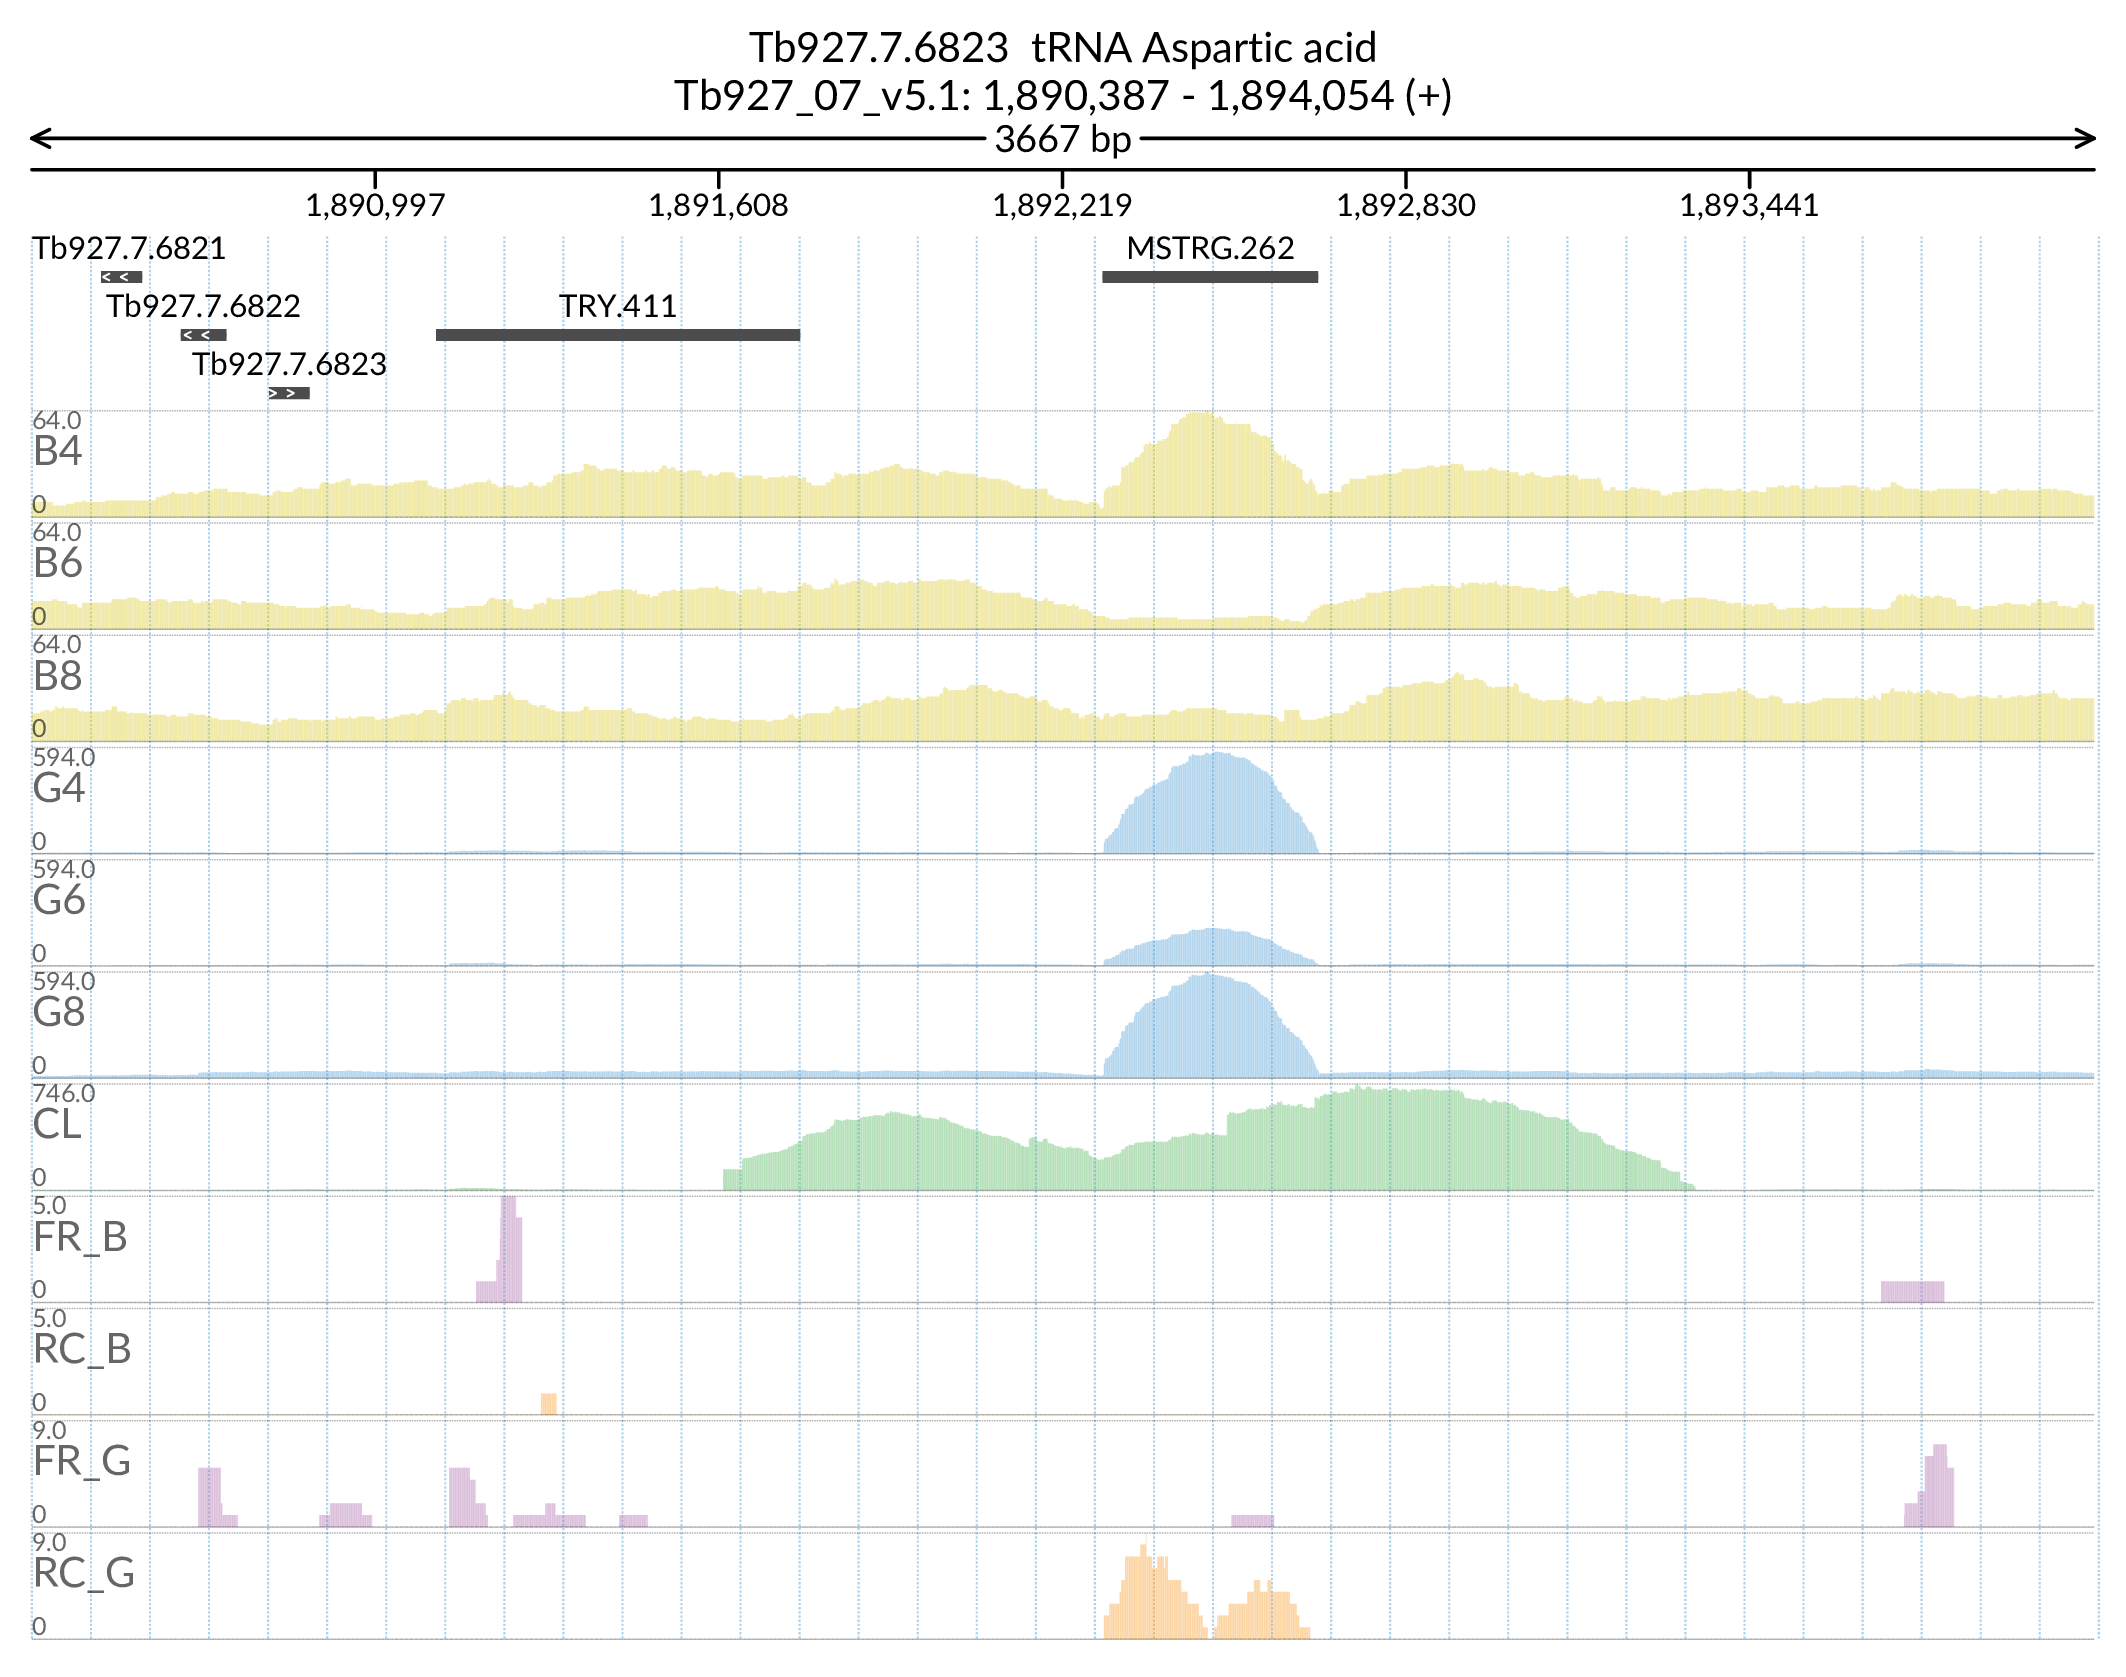 Tb927.7.6823 tRNA Aspartic acid
Tb927_07_v5.1: 1,890,387 - 1,894,054 (+)
3667 bp
1,890,997 1,891,608 1,892,219 1,892,830 1,893,441
Tb927.7.6821 MSTRG.262
Tb927.7.6822 TRY.411
Tb927.7.6823
64.0
B4
0
64.0
B6
0
64.0
B8
0
594.0
G4
0
594.0
G6
0
594.0
G8
0
746.0
CL
0
5.0
FR_B
0
5.0
RC_B
0
9.0
FR_G
0
9.0
RC_G
0